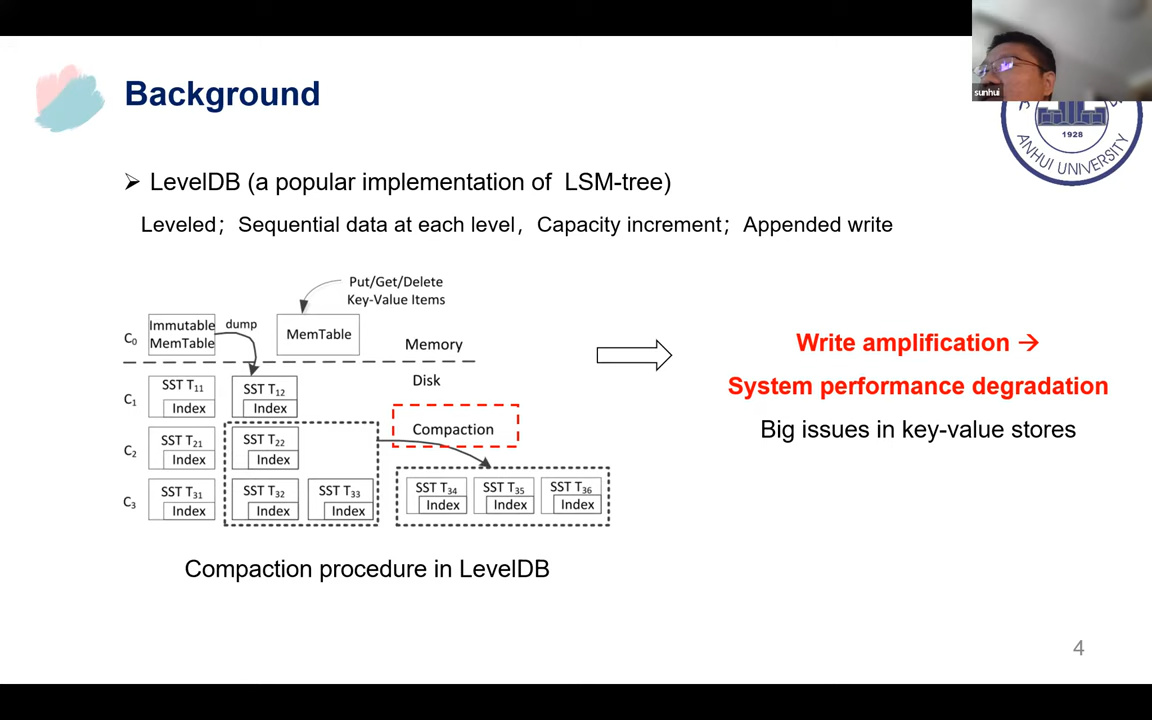 Background
sunhui
1928
ANHUI UNIVERSITY
➢ LevelDB (a popular implementation of LSM-tree)
Leveled； Sequential data at each level， Capacity increment； Appended write
Put/Get/Delete
Key-Value Items
Immutable
MemTable
dump
MemTable
C₀
Memory
Disk
C₁
SST T₁₁
Index
SST T₁₂
Index
Compaction
C₂
SST T₂₁
Index
SST T₂₂
Index
C₃
SST T₃₁
Index
SST T₃₂
Index
SST T₃₃
Index
SST T₃₄
Index
SST T₃₅
Index
SST T₃₆
Index
Compaction procedure in LevelDB
Write amplification →
System performance degradation
Big issues in key-value stores
4